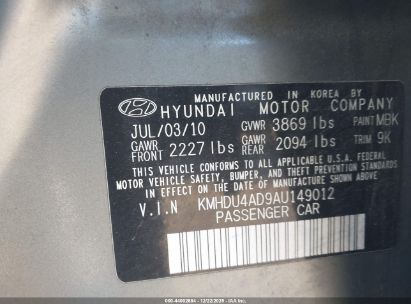 MANUFACTURED IN KOREA BY
HYUNDAI MOTOR COMPANY
JUL/03/10 GVWR 3869 lbs PAINT MBK
GAWR FRONT 2227 lbs GAWR REAR 2094 lbs TRIM 9K
THIS VEHICLE CONFORMS TO ALL APPLICABLE U.S.A. FEDERAL
MOTOR VEHICLE SAFETY, BUMPER, AND THEFT PREVENTION
STANDARDS IN EFFECT ON THE DATE OF MANUFACTURE SHOWN ABOVE.
V.I.N KMHDU4AD9AU149012
PASSENGER CAR